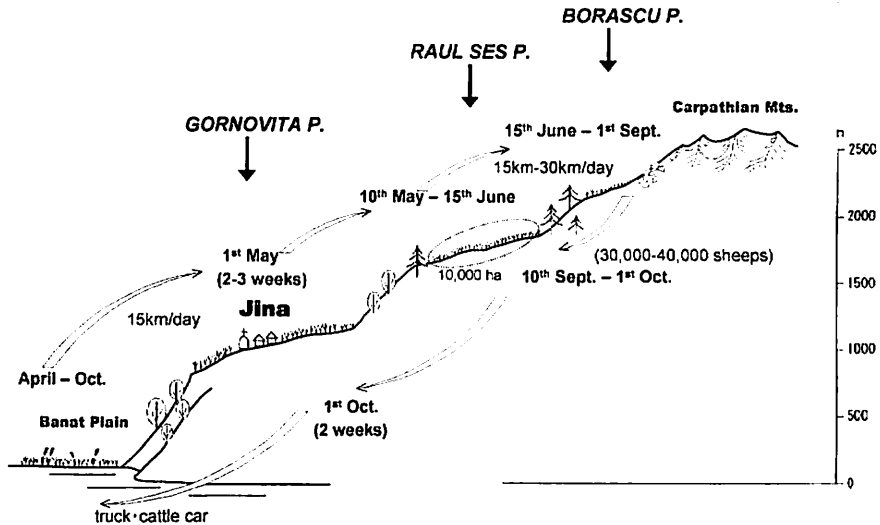 BORASCU P.
RAUL SES P.
Carpathian Mts.
GORNOVITA P.
15th June – 1st Sept.
15km-30km/day
10th May – 15th June
1st May
(2-3 weeks)
Jina
15km/day
10,000 ha
(30,000-40,000 sheeps)
10th Sept. – 1st Oct.
April – Oct.
Banat Plain
1st Oct.
(2 weeks)
truck·cattle car
2500
2000
1500
1000
500
0